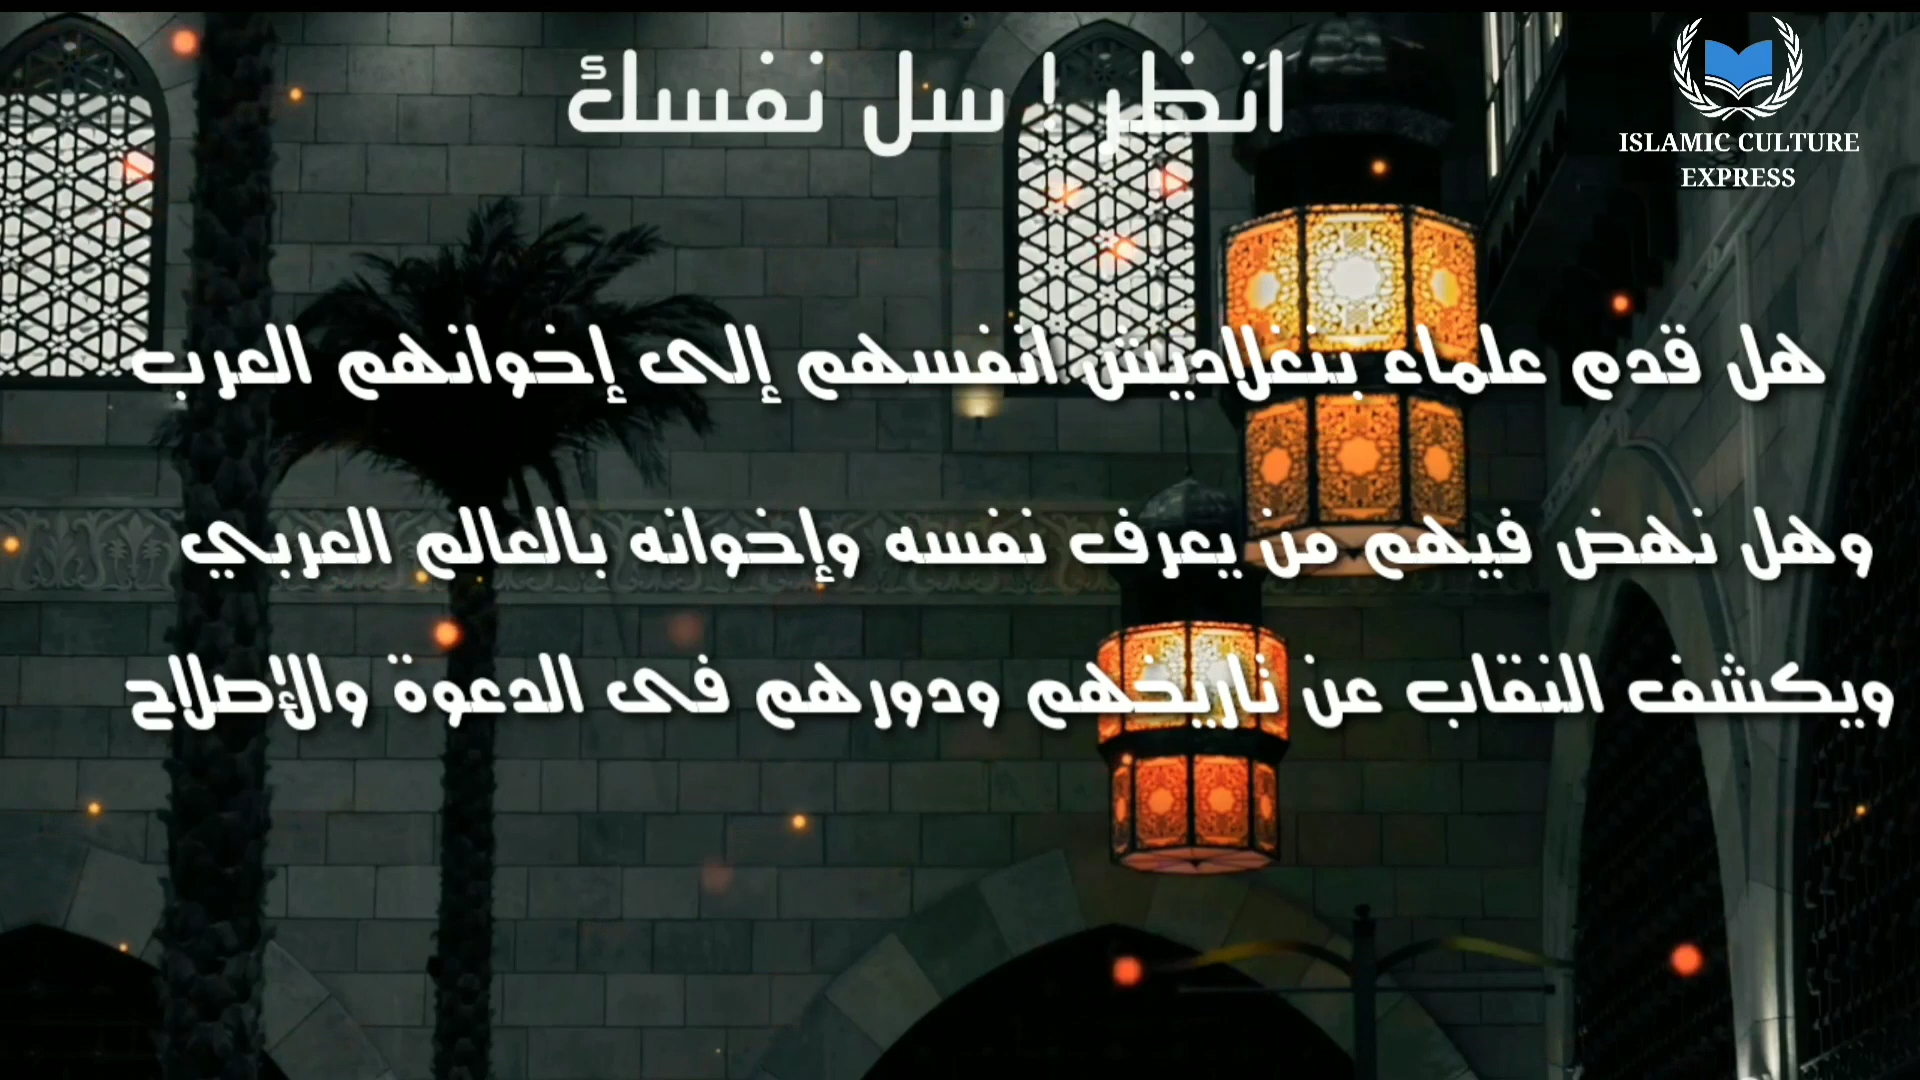 انظر ! سل نفسك
ISLAMIC CULTURE
EXPRESS
هل قدم علماء بنغلاديش انفسهم إلى إخوانهم العرب
وهل نهض فيهم من يعرف نفسه وإخوانه بالعالم العربي
ويكشف النقاب عن تاريخهم ودورهم فى الدعوة والإصلاح